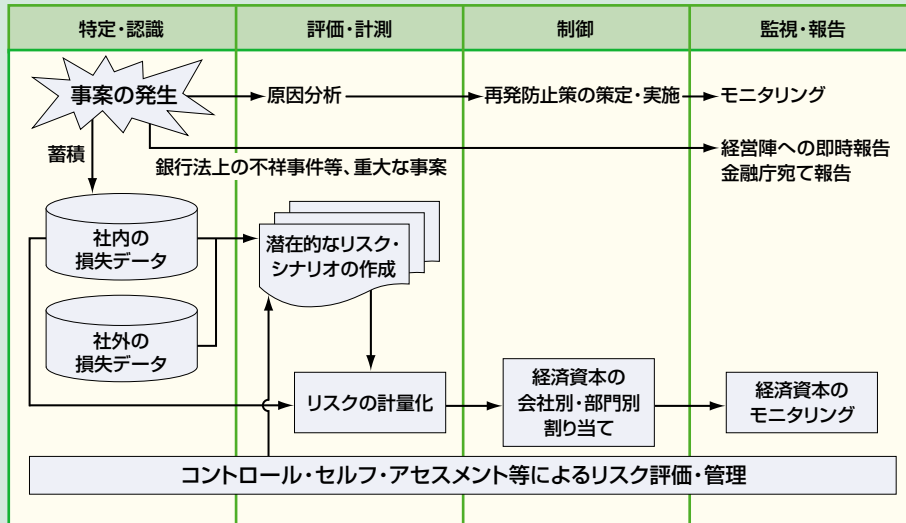 特定・認識
評価・計測
制御
監視・報告
事案の発生
原因分析
再発防止策の策定・実施
モニタリング
蓄積
銀行法上の不祥事件等、重大な事案
経営陣への即時報告
金融庁宛て報告
社内の
損失データ
潜在的なリスク・
シナリオの作成
社外の
損失データ
リスクの計量化
経済資本の
会社別・部門別
割り当て
経済資本の
モニタリング
コントロール・セルフ・アセスメント等によるリスク評価・管理